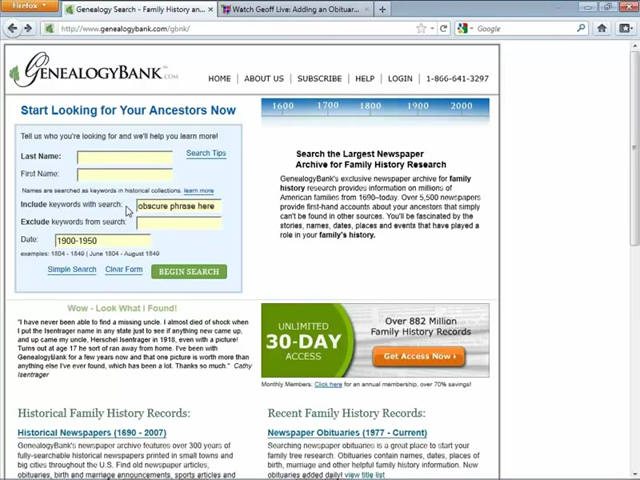 Firefox
Genealogy Search - Family History an...
Watch Geoff Live: Adding an Obituar...
http://www.genealogybank.com/gbnk/
Google
GENEALOGYBANK.COM
HOME | ABOUT US | SUBSCRIBE | HELP | LOGIN | 1-866-641-3297
Start Looking for Your Ancestors Now
Tell us who you're looking for and we'll help you learn more!
Last Name:
Search Tips
First Name:
Names are searched as keywords in historical collections. learn more
Include keywords with search: obscure phrase here
Exclude keywords from search:
Date: 1900-1950
examples: 1804 - 1849 | June 1804 - August 1849
Simple Search Clear Form BEGIN SEARCH
1600 1700 1800 1900 2000
Search the Largest Newspaper
Archive for Family History Research
GenealogyBank's exclusive newspaper archive for family
history research provides information on millions of
American families from 1690-today. Over 5,500 newspapers
provide first-hand accounts about your ancestors that simply
can't be found in other sources. You'll be fascinated by the
stories, names, dates, places and events that have played a
role in your family's history.
Wow - Look What I Found!
"I have never been able to find a missing uncle. I almost died of shock when
I put the Isentrager name in any state just to see if anything new came up,
and up came my uncle, Herschel Isentrager in 1918, even with a picture!
Turns out at age 17 he sort of ran away from home. I've been with
GenealogyBank for a few years now and that one picture is worth more than
anything else I've ever found, which has been a lot. Thanks so much." Cathy
Isentrager
UNLIMITED
30-DAY
ACCESS
Over 882 Million
Family History Records
Get Access Now
Monthly Members: Click here for an annual membership, over 70% savings!
Historical Family History Records:
Historical Newspapers (1690 - 2007)
GenealogyBank's newspaper archive features over 300 years of
fully-searchable historical newspapers printed in small towns and
big cities throughout the U.S. Find old newspaper articles,
obituaries, birth and marriage announcements, sports articles and
Recent Family History Records:
Newspaper Obituaries (1977 - Current)
Searching newspaper obituaries is a great place to start your
family tree research. Obituaries contain names, dates, places of
birth, marriage and other helpful family history information. New
obituaries added daily! view title list